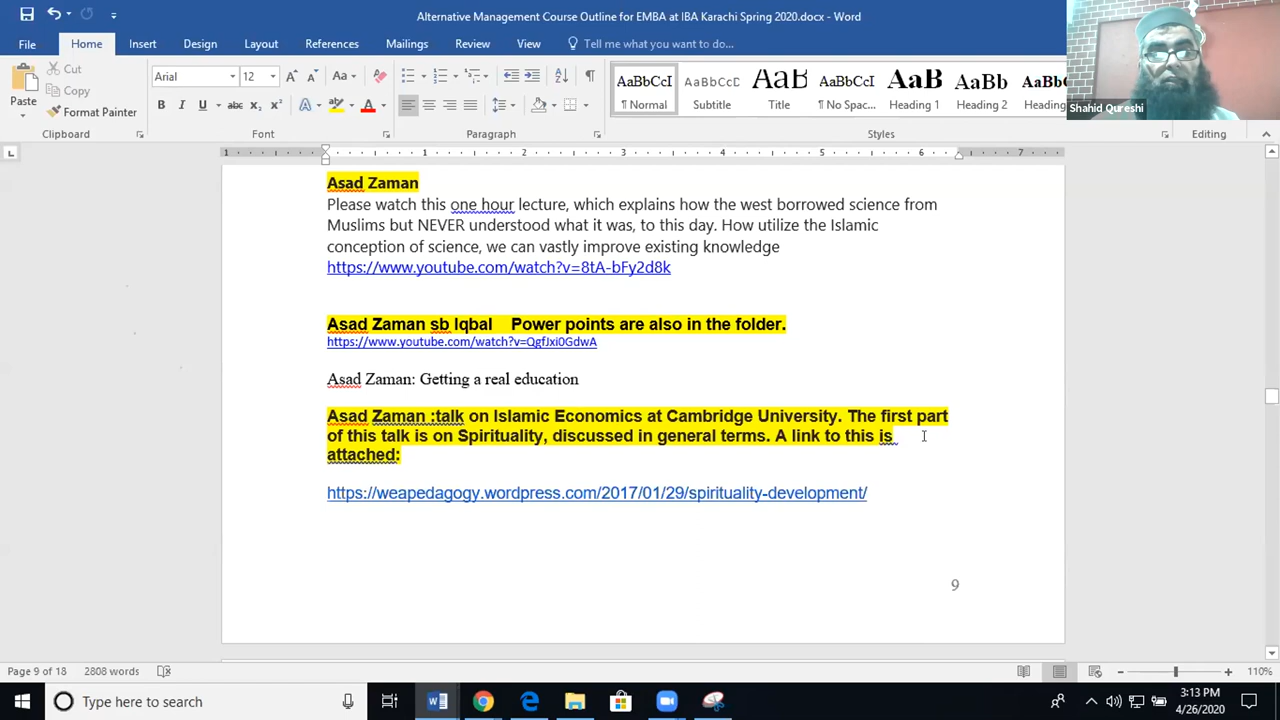 Alternative Management Course Outline for EMBA at IBA Karachi Spring 2020.docx - Word
File Home Insert Design Layout References Mailings Review View Tell me what you want to do...
Cut
Copy
Format Painter
Paste
Clipboard
Arial 12
Font
Paragraph
AaBbCcI AaBbCcD AaBb AaBbCcI AaB AaBb AaBbC
¶ Normal Subtitle Title ¶ No Spac... Heading 1 Heading 2 Heading
Styles
Editing
Shahid Qureshi
1 1 2 3 4 5 6 7
Asad Zaman
Please watch this one hour lecture, which explains how the west borrowed science from
Muslims but NEVER understood what it was, to this day. How utilize the Islamic
conception of science, we can vastly improve existing knowledge
https://www.youtube.com/watch?v=8tA-bFy2d8k
Asad Zaman sb Iqbal Power points are also in the folder.
https://www.youtube.com/watch?v=QgfJxi0GdwA
Asad Zaman: Getting a real education
Asad Zaman :talk on Islamic Economics at Cambridge University. The first part
of this talk is on Spirituality, discussed in general terms. A link to this is
attached:
https://weapedagogy.wordpress.com/2017/01/29/spirituality-development/
9
Page 9 of 18 2808 words 110%
Type here to search
3:13 PM
4/26/2020